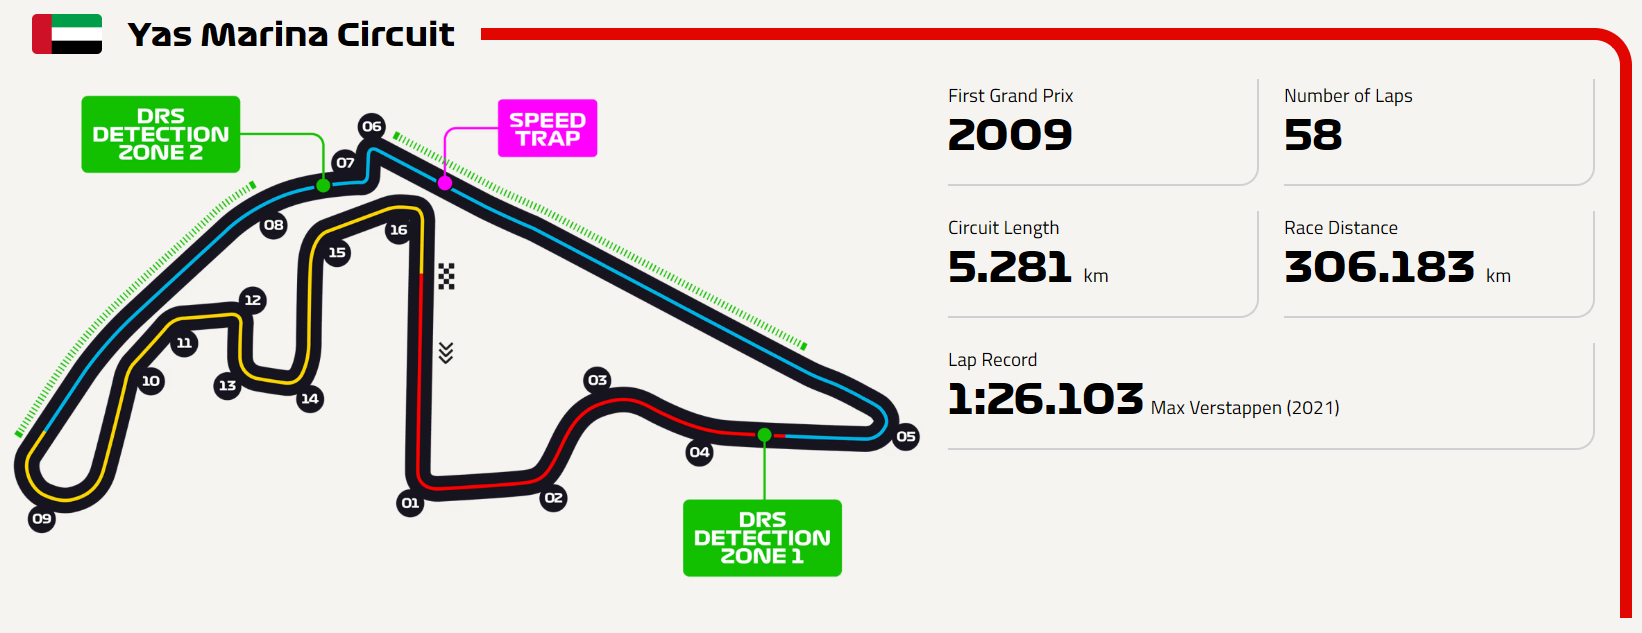 Yas Marina Circuit
DRS
DETECTION
ZONE 2
06
SPEED
TRAP
07
08
16
15
12
11
10
13
14
03
05
04
09
01
02
DRS
DETECTION
ZONE 1
First Grand Prix
2009
Number of Laps
58
Circuit Length
5.281 km
Race Distance
306.183 km
Lap Record
1:26.103 Max Verstappen (2021)